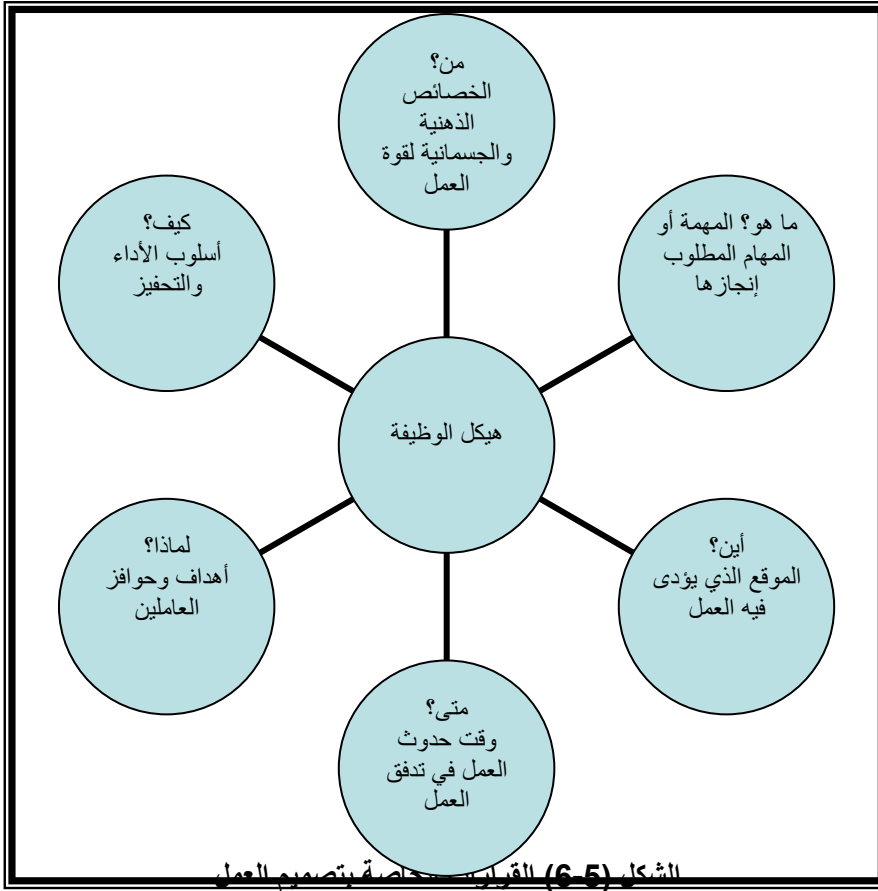 من؟
الخصائص
الذهنية
والجسمانية لقوة
العمل
ما هو؟ المهمة أو
المهام المطلوب
إنجازها
أين؟
الموقع الذي يؤدى
فيه العمل
متى؟
وقت حدوث
العمل في تدفق
العمل
لماذا؟
أهداف وحوافز
العاملين
كيف؟
أسلوب الأداء
والتحفيز
هيكل الوظيفة
الشكل (5-6) القرارات الخاصة بتصميم العمل